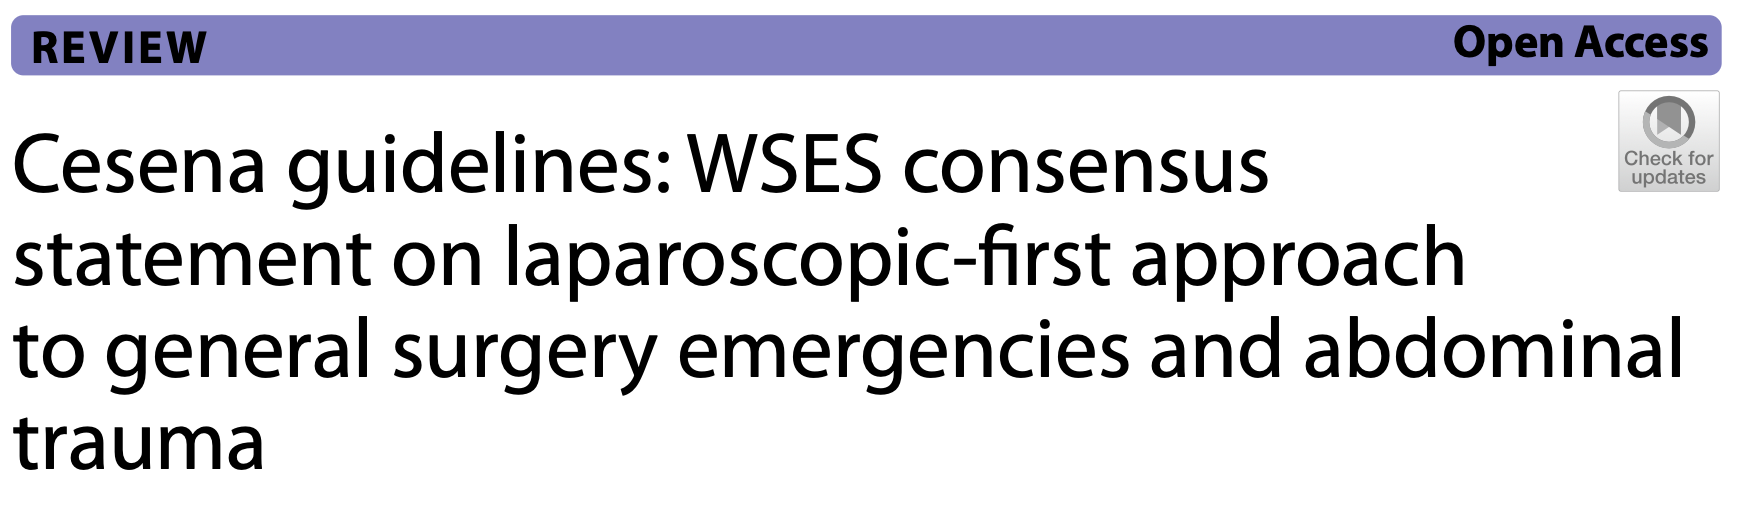 REVIEW
Open Access
Check for
updates
Cesena guidelines: WSES consensus
statement on laparoscopic-first approach
to general surgery emergencies and abdominal
trauma